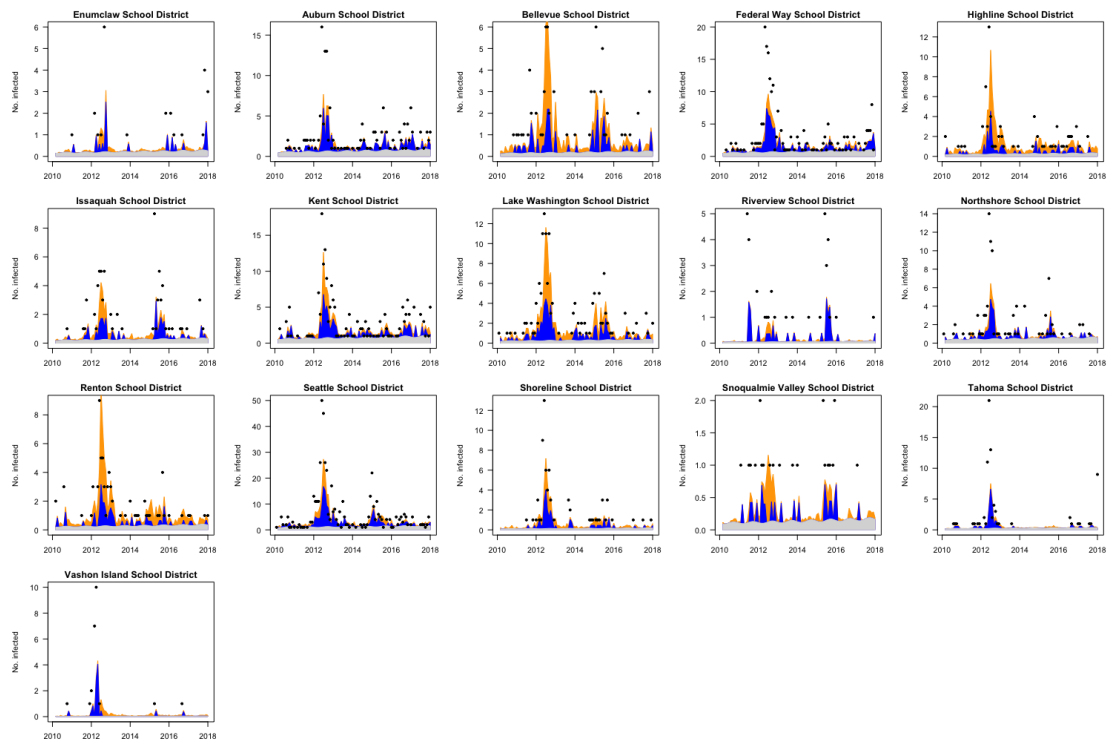 Enumclaw School District
No. infected
0
1
2
3
4
5
6
2010 2012 2014 2016 2018
Auburn School District
No. infected
0
5
10
15
2010 2012 2014 2016 2018
Bellevue School District
No. infected
0
1
2
3
4
5
6
2010 2012 2014 2016 2018
Federal Way School District
No. infected
0
5
10
15
20
2010 2012 2014 2016 2018
Highline School District
No. infected
0
2
4
6
8
10
12
2010 2012 2014 2016 2018
Issaquah School District
No. infected
0
2
4
6
8
2010 2012 2014 2016 2018
Kent School District
No. infected
0
5
10
15
2010 2012 2014 2016 2018
Lake Washington School District
No. infected
0
2
4
6
8
10
12
2010 2012 2014 2016 2018
Riverview School District
No. infected
0
1
2
3
4
5
2010 2012 2014 2016 2018
Northshore School District
No. infected
0
2
4
6
8
10
12
14
2010 2012 2014 2016 2018
Renton School District
No. infected
0
2
4
6
8
2010 2012 2014 2016 2018
Seattle School District
No. infected
0
10
20
30
40
50
2010 2012 2014 2016 2018
Shoreline School District
No. infected
0
2
4
6
8
10
12
2010 2012 2014 2016 2018
Snoqualmie Valley School District
No. infected
0.0
0.5
1.0
1.5
2.0
2010 2012 2014 2016 2018
Tahoma School District
No. infected
0
5
10
15
20
2010 2012 2014 2016 2018
Vashon Island School District
No. infected
0
2
4
6
8
10
2010 2012 2014 2016 2018